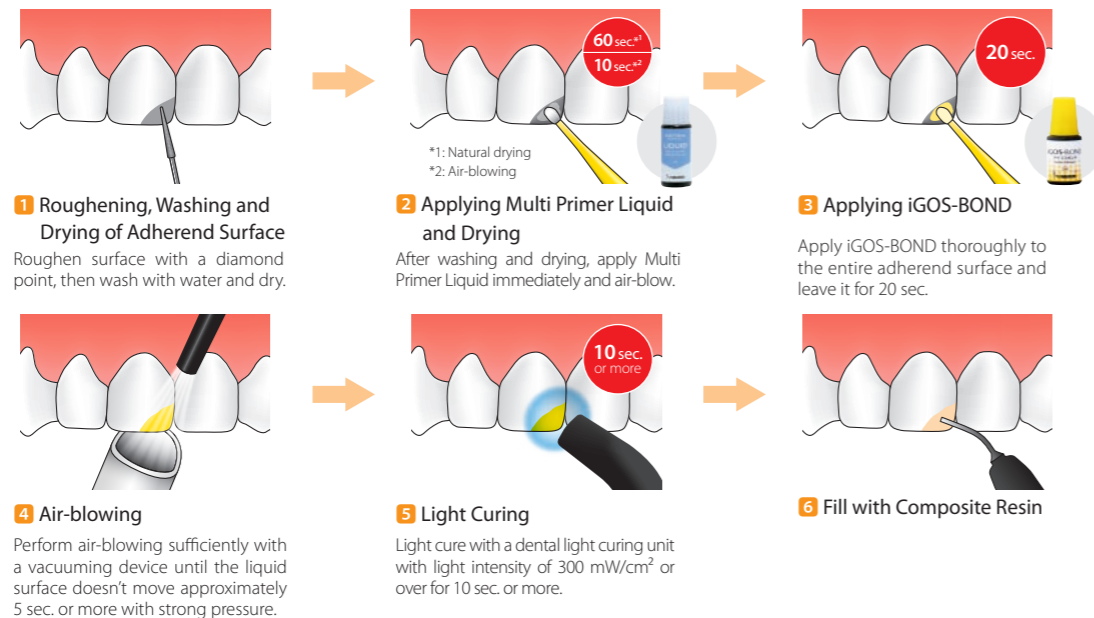 60 sec.*1
10 sec.*2
20 sec.
*1: Natural drying
*2: Air-blowing
LIQUID
iGOS-BOND
1 Roughening, Washing and
Drying of Adherend Surface
Roughen surface with a diamond
point, then wash with water and dry.
2 Applying Multi Primer Liquid
and Drying
After washing and drying, apply Multi
Primer Liquid immediately and air-blow.
3 Applying iGOS-BOND
Apply iGOS-BOND thoroughly to
the entire adherend surface and
leave it for 20 sec.
10 sec.
or more
4 Air-blowing
Perform air-blowing sufficiently with
a vacuuming device until the liquid
surface doesn't move approximately
5 sec. or more with strong pressure.
5 Light Curing
Light cure with a dental light curing unit
with light intensity of 300 mW/cm² or
over for 10 sec. or more.
6 Fill with Composite Resin